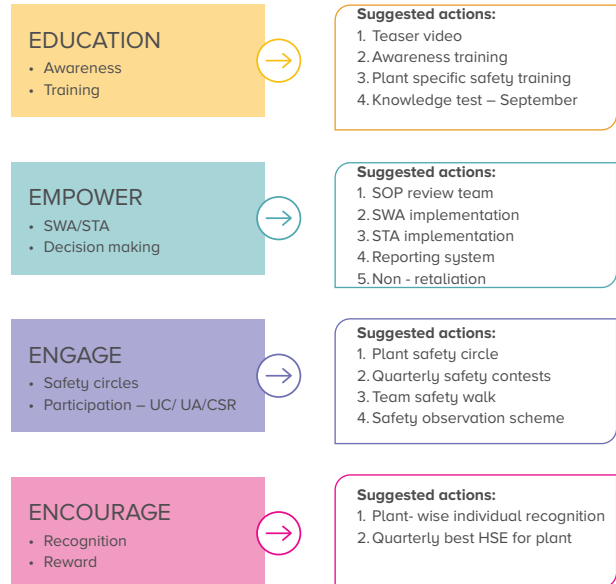 EDUCATION
• Awareness
• Training
Suggested actions:
1. Teaser video
2. Awareness training
3. Plant specific safety training
4. Knowledge test – September
EMPOWER
• SWA/STA
• Decision making
Suggested actions:
1. SOP review team
2. SWA implementation
3. STA implementation
4. Reporting system
5. Non - retaliation
ENGAGE
• Safety circles
• Participation – UC/ UA/CSR
Suggested actions:
1. Plant safety circle
2. Quarterly safety contests
3. Team safety walk
4. Safety observation scheme
ENCOURAGE
• Recognition
• Reward
Suggested actions:
1. Plant- wise individual recognition
2. Quarterly best HSE for plant